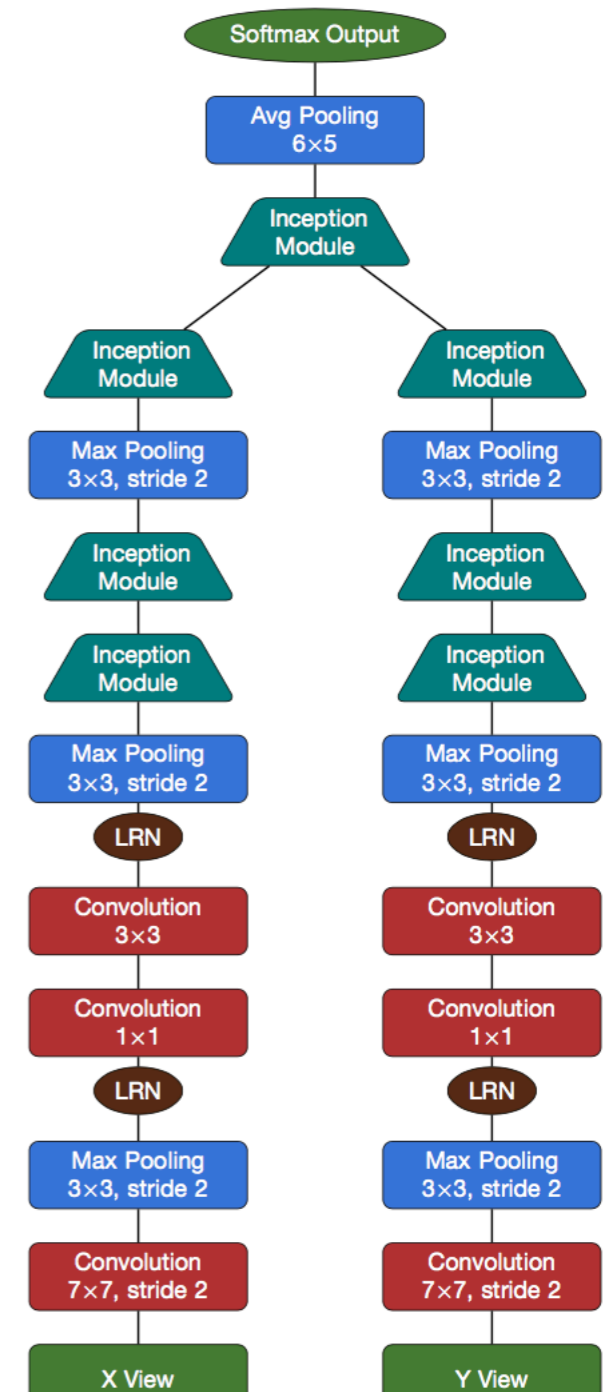 Softmax Output
Avg Pooling
6×5
Inception
Module
Inception
Module
Inception
Module
Max Pooling
3×3, stride 2
Max Pooling
3×3, stride 2
Inception
Module
Inception
Module
Inception
Module
Inception
Module
Max Pooling
3×3, stride 2
Max Pooling
3×3, stride 2
LRN
LRN
Convolution
3×3
Convolution
3×3
Convolution
1×1
Convolution
1×1
LRN
LRN
Max Pooling
3×3, stride 2
Max Pooling
3×3, stride 2
Convolution
7×7, stride 2
Convolution
7×7, stride 2
X View
Y View